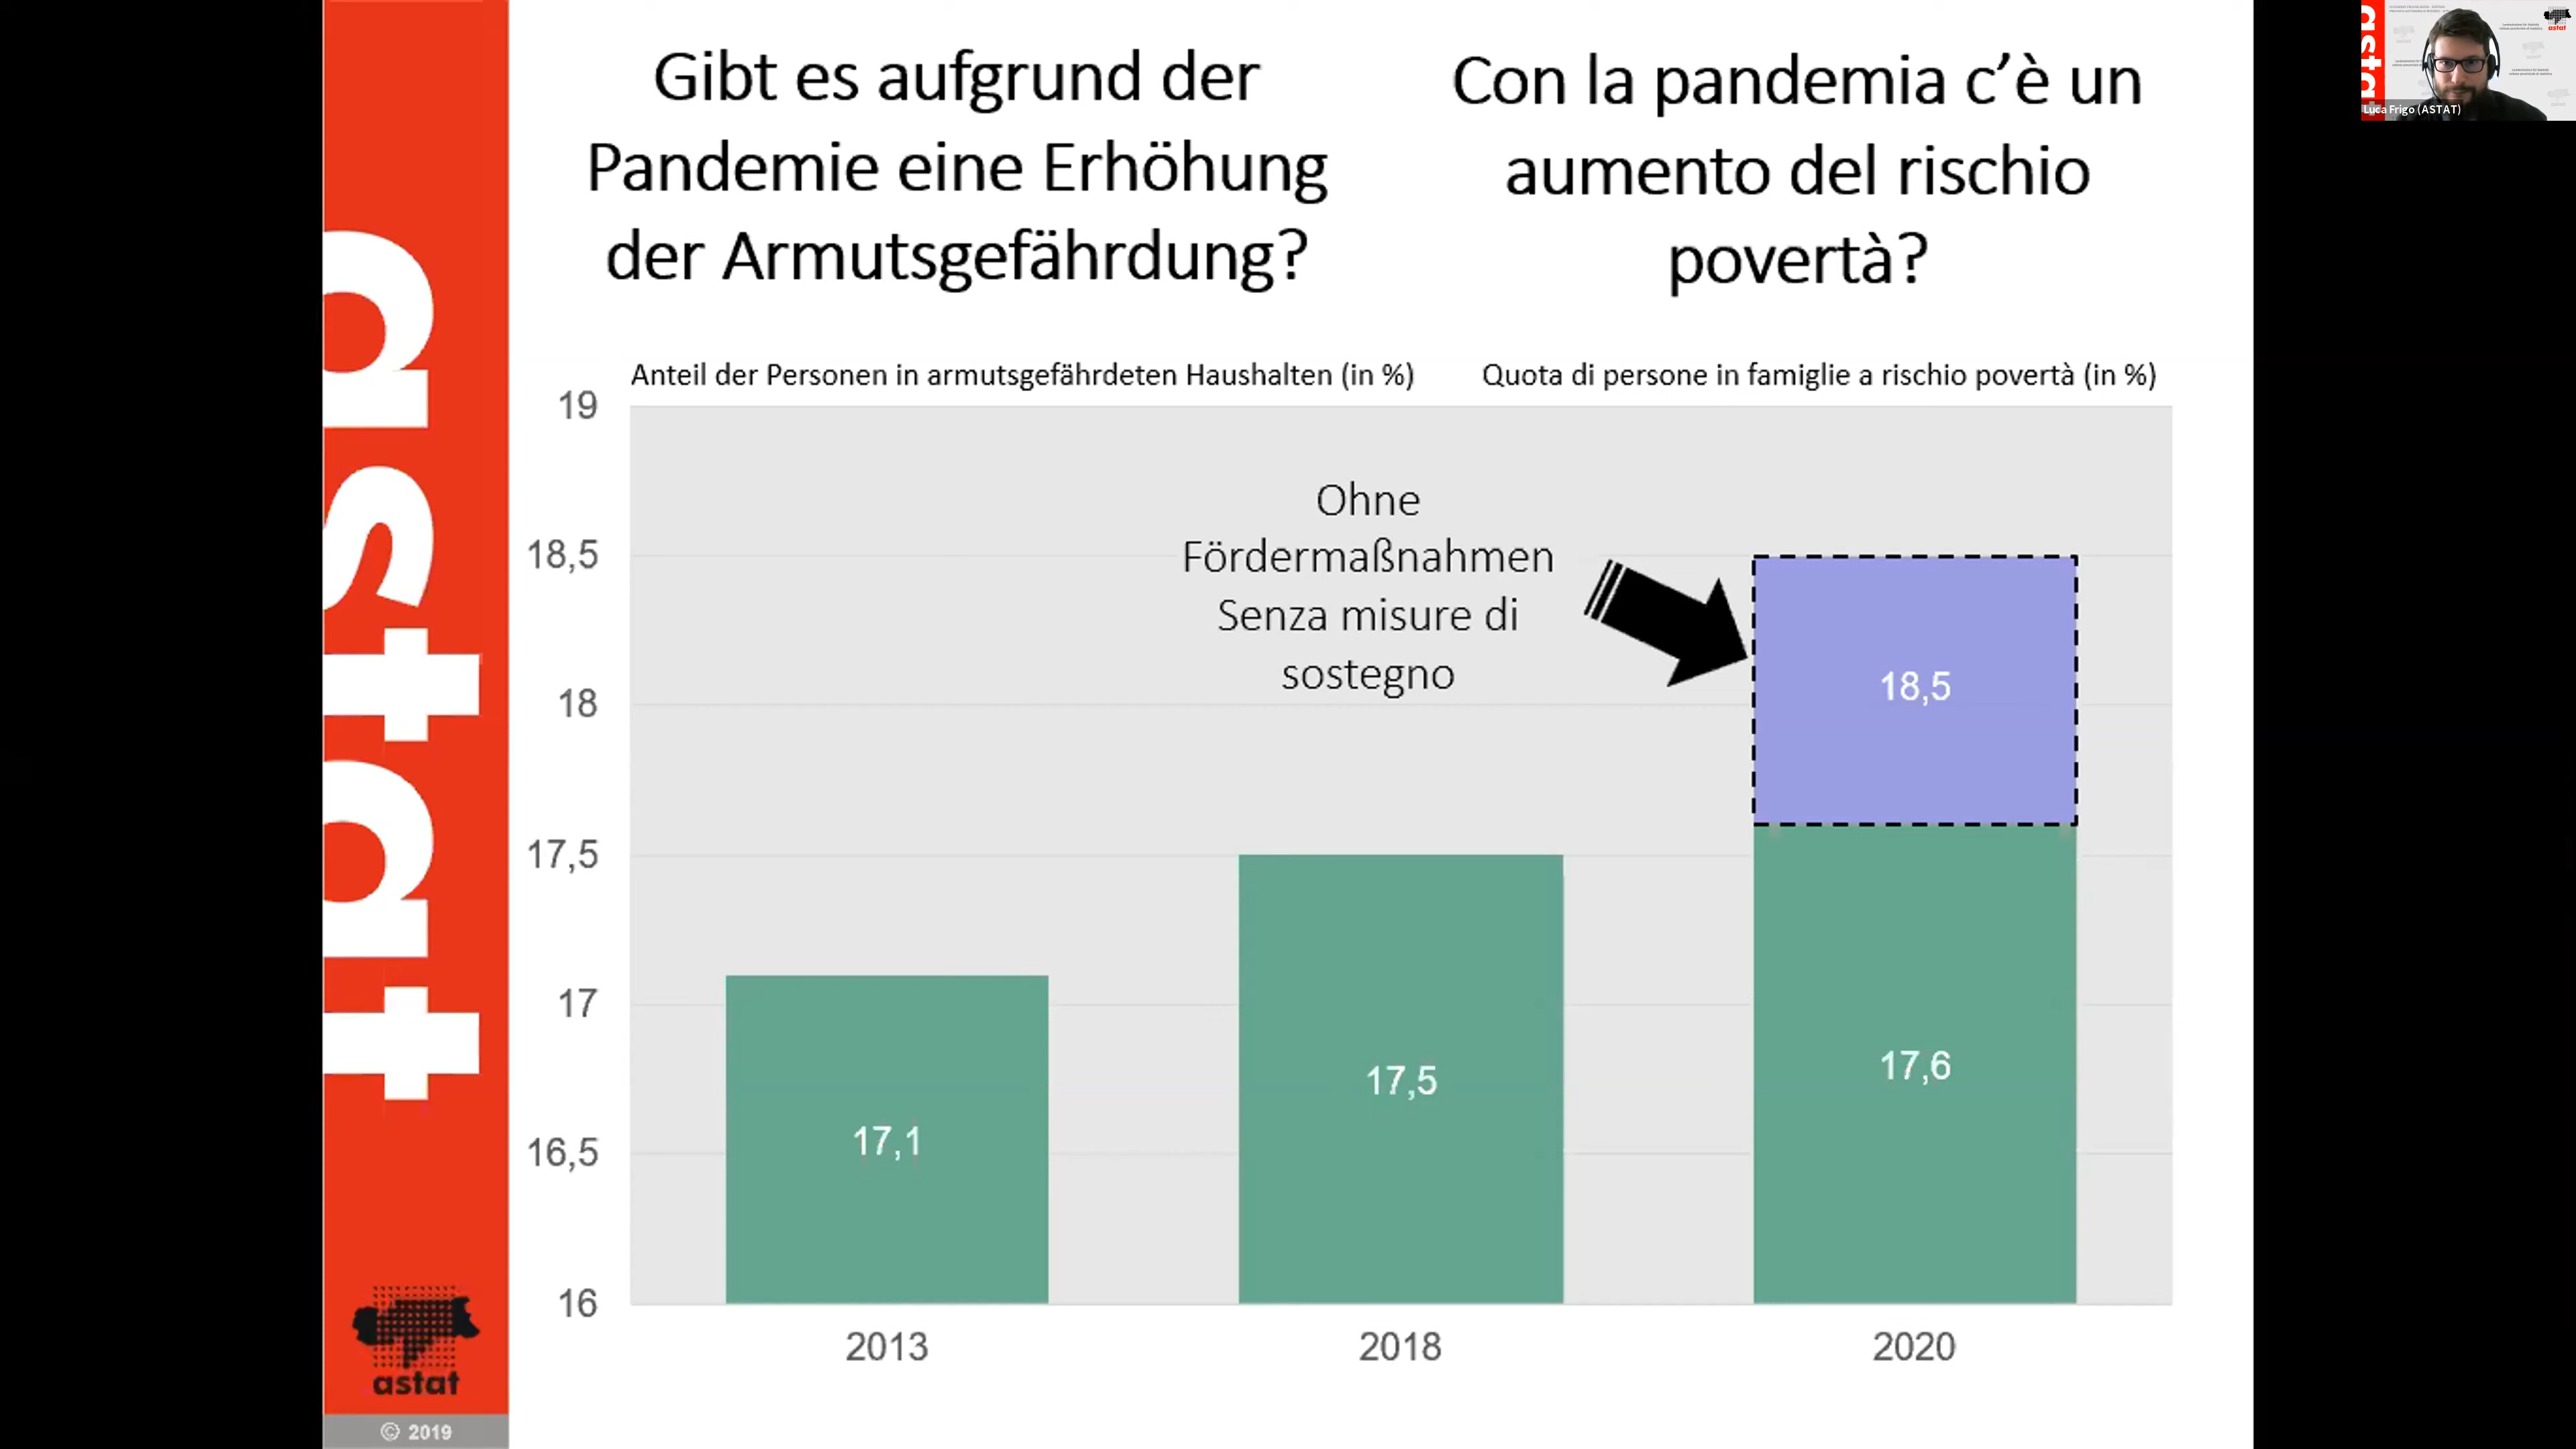 Gibt es aufgrund der
Pandemie eine Erhöhung
der Armutsgefährdung?
Con la pandemia c’è un
aumento del rischio
povertà?
Anteil der Personen in armutsgefährdeten Haushalten (in %)
Quota di persone in famiglie a rischio povertà (in %)
19
18,5
18
17,5
17
16,5
16
Ohne
Fördermaßnahmen
Senza misure di
sostegno
18,5
17,1
17,5
17,6
2013
2018
2020
astat
astat
© 2019
astat
astat
Luca Frigo (ASTAT)